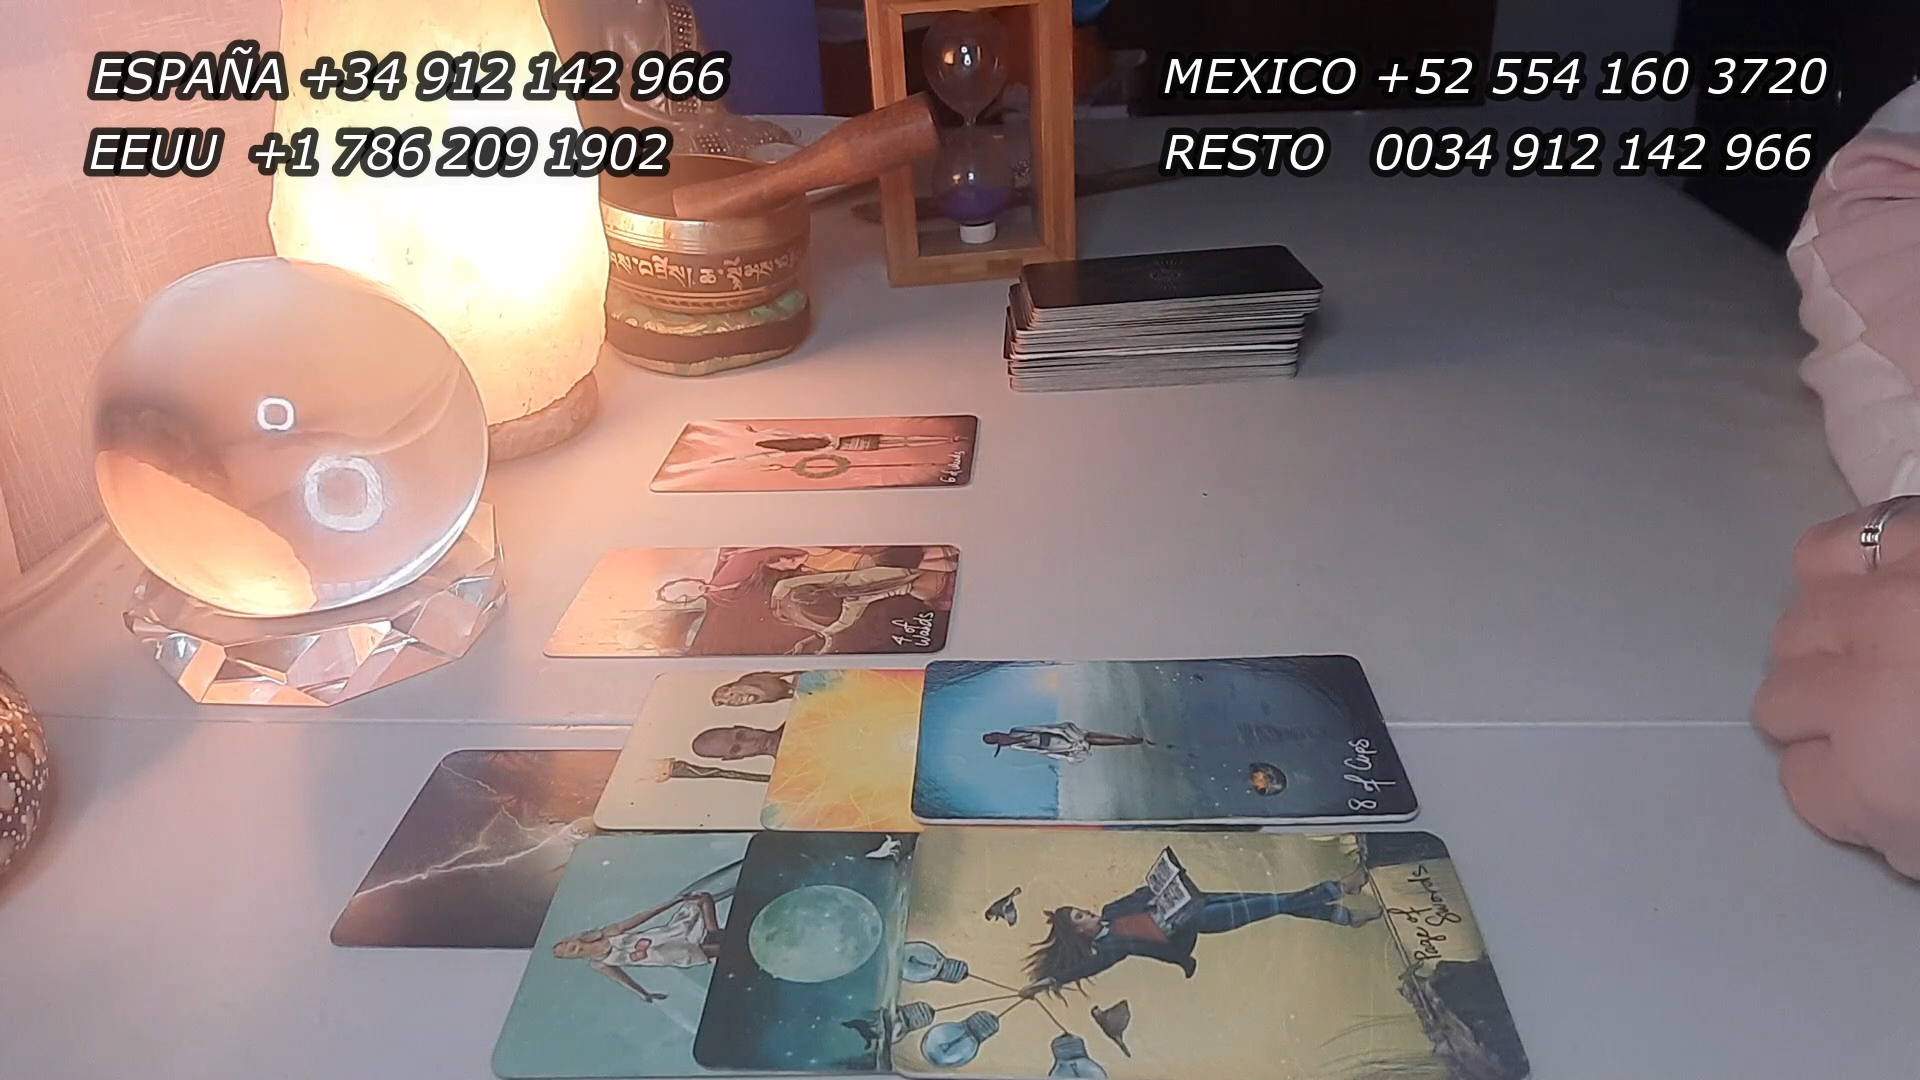 ESPAÑA +34 912 142 966
EEUU +1 786 209 1902
MEXICO +52 554 160 3720
RESTO 0034 912 142 966
6 of Wands
4 of
Wands
8 of Cups
Page of
Swords